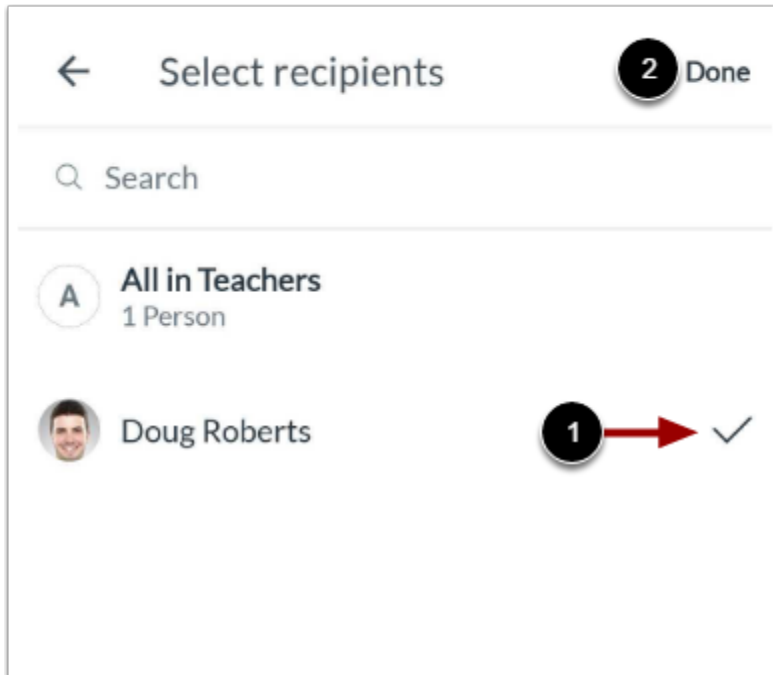 Select recipients
2 Done
Search
A
All in Teachers
1 Person
Doug Roberts
1